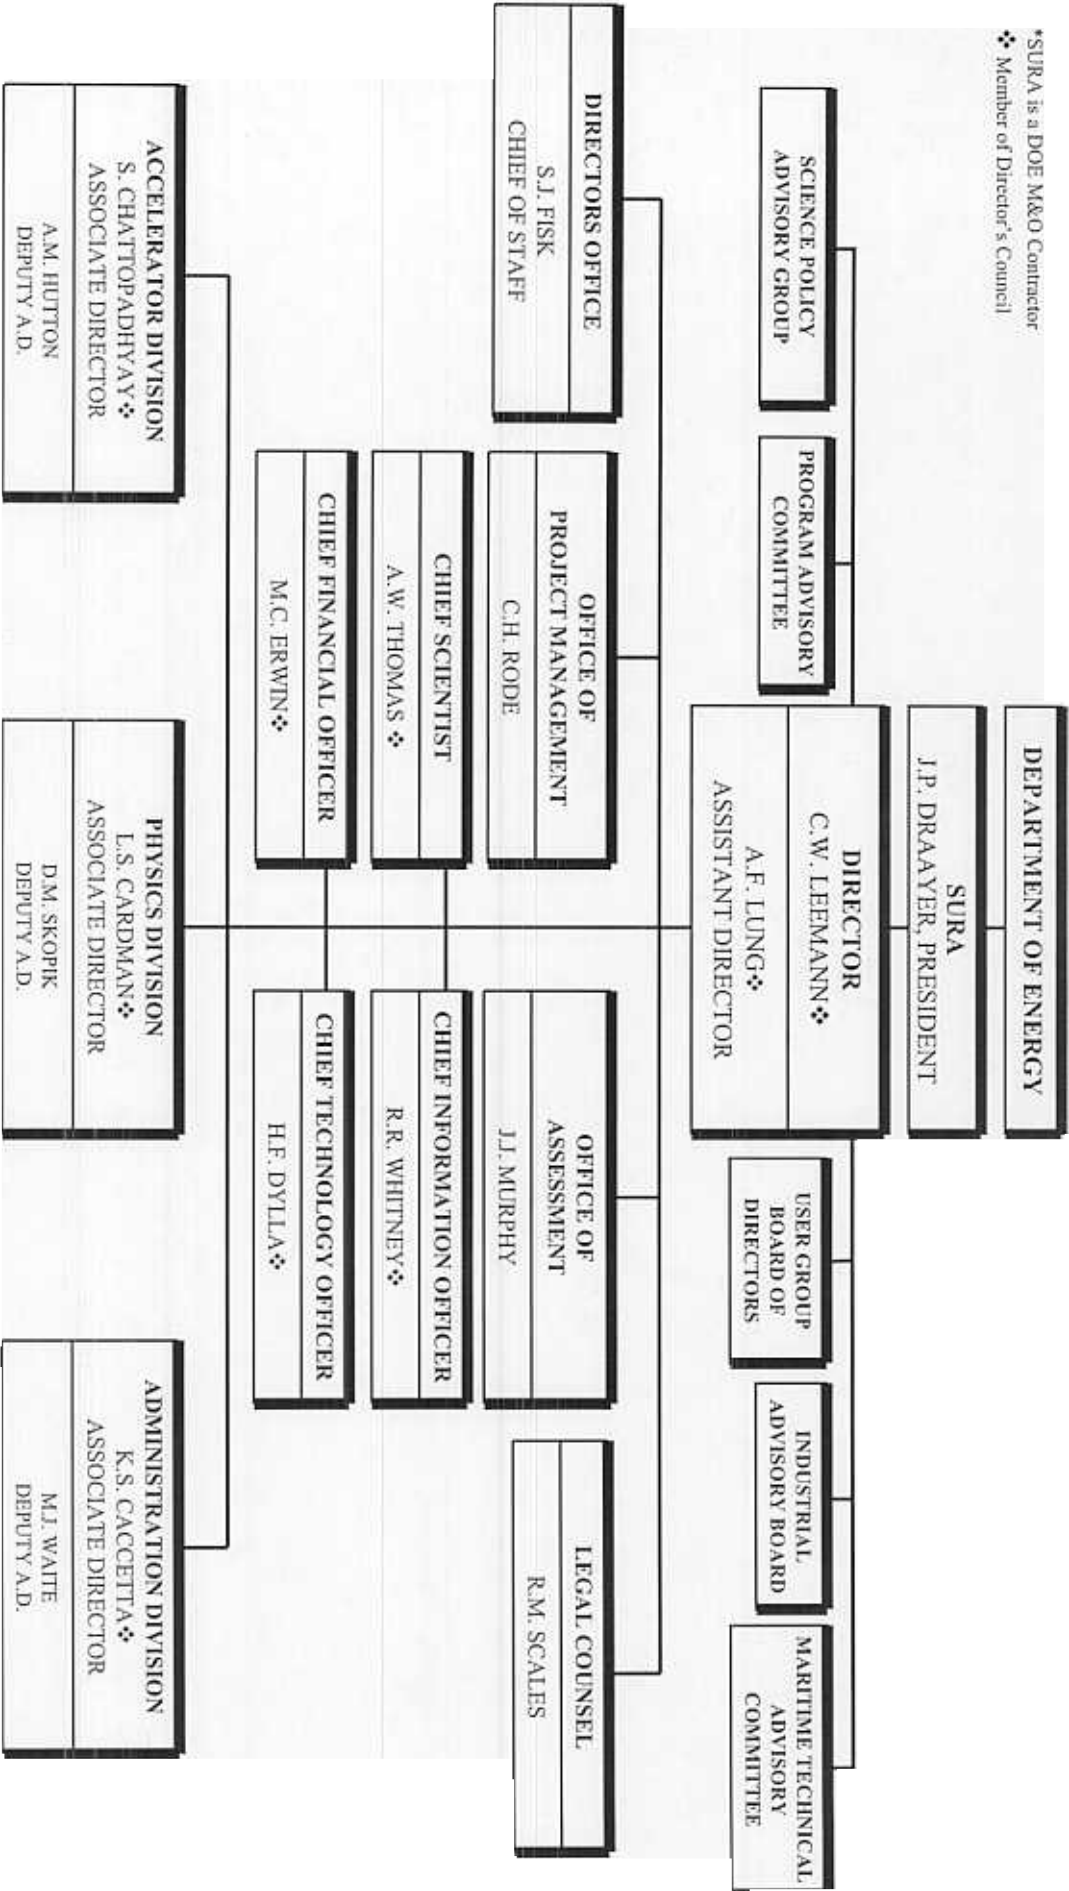 DEPARTMENT OF ENERGY
SURA
J.P. DRAAYER, PRESIDENT
DIRECTOR
C.W. LEEMANN❖
A.F. LUNG❖
ASSISTANT DIRECTOR
*SURA is a DOE M&O Contractor
❖ Member of Director's Council
SCIENCE POLICY
ADVISORY GROUP
PROGRAM ADVISORY
COMMITTEE
USER GROUP
BOARD OF
DIRECTORS
INDUSTRIAL
ADVISORY BOARD
MARITIME TECHNICAL
ADVISORY
COMMITTEE
DIRECTORS OFFICE
S.J. FISK
CHIEF OF STAFF
OFFICE OF
PROJECT MANAGEMENT
C.H. RODE
OFFICE OF
ASSESSMENT
J.J. MURPHY
LEGAL COUNSEL
R.M. SCALES
CHIEF SCIENTIST
A.W. THOMAS ❖
CHIEF INFORMATION OFFICER
R.R. WHITNEY❖
CHIEF FINANCIAL OFFICER
M.C. ERWIN❖
CHIEF TECHNOLOGY OFFICER
H.F. DYLLA❖
ACCELERATOR DIVISION
S. CHATTOPADHYAY❖
ASSOCIATE DIRECTOR
A.M. HUTTON
DEPUTY A.D.
PHYSICS DIVISION
L.S. CARDMAN❖
ASSOCIATE DIRECTOR
D.M. SKOPIK
DEPUTY A.D.
ADMINISTRATION DIVISION
K.S. CACCETTA❖
ASSOCIATE DIRECTOR
M.J. WAITE
DEPUTY A.D.